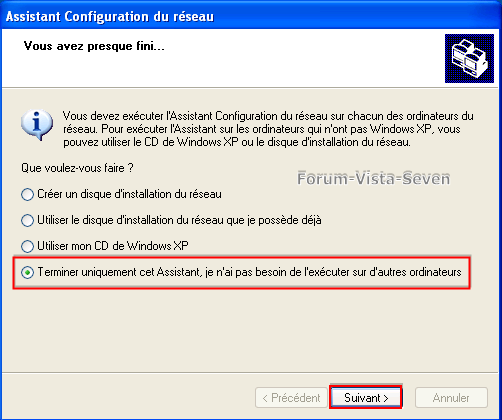 Assistant Configuration du réseau
Vous avez presque fini...
Vous devez exécuter l'Assistant Configuration du réseau sur chacun des ordinateurs du
réseau. Pour exécuter l'Assistant sur les ordinateurs qui n'ont pas Windows XP, vous
pouvez utiliser le CD de Windows XP ou le disque d'installation du réseau.
Que voulez-vous faire ?
Forum-Vista-Seven
Créer un disque d'installation du réseau
Utiliser le disque d'installation du réseau que je possède déjà
Utiliser mon CD de Windows XP
Terminer uniquement cet Assistant, je n'ai pas besoin de l'exécuter sur d'autres ordinateurs
< Précédent
Suivant >
Annuler